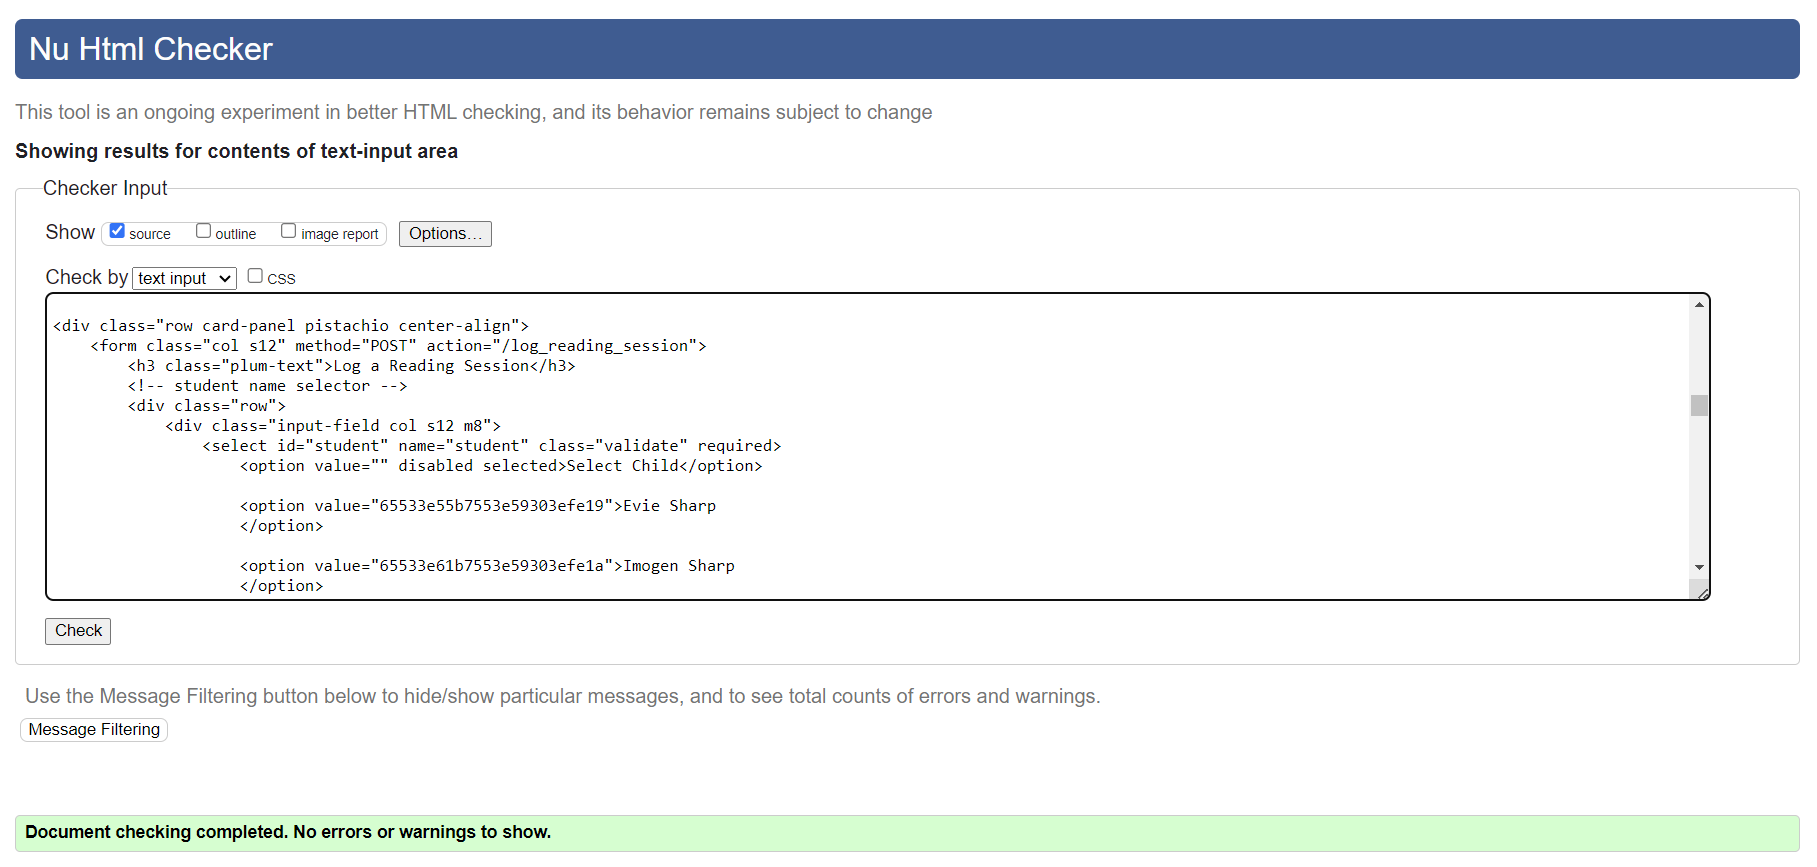 Nu Html Checker
This tool is an ongoing experiment in better HTML checking, and its behavior remains subject to change
Showing results for contents of text-input area
Checker Input
Show source outline image report Options...
Check by text input CSS
<div class="row card-panel pistachio center-align">
<form class="col s12" method="POST" action="/log_reading_session">
<h3 class="plum-text">Log a Reading Session</h3>
<!-- student name selector -->
<div class="row">
<div class="input-field col s12 m8">
<select id="student" name="student" class="validate" required>
<option value="" disabled selected>Select Child</option>
<option value="65533e55b7553e59303efe19">Evie Sharp
</option>
<option value="65533e61b7553e59303efe1a">Imogen Sharp
</option>
Check
Use the Message Filtering button below to hide/show particular messages, and to see total counts of errors and warnings.
Message Filtering
Document checking completed. No errors or warnings to show.